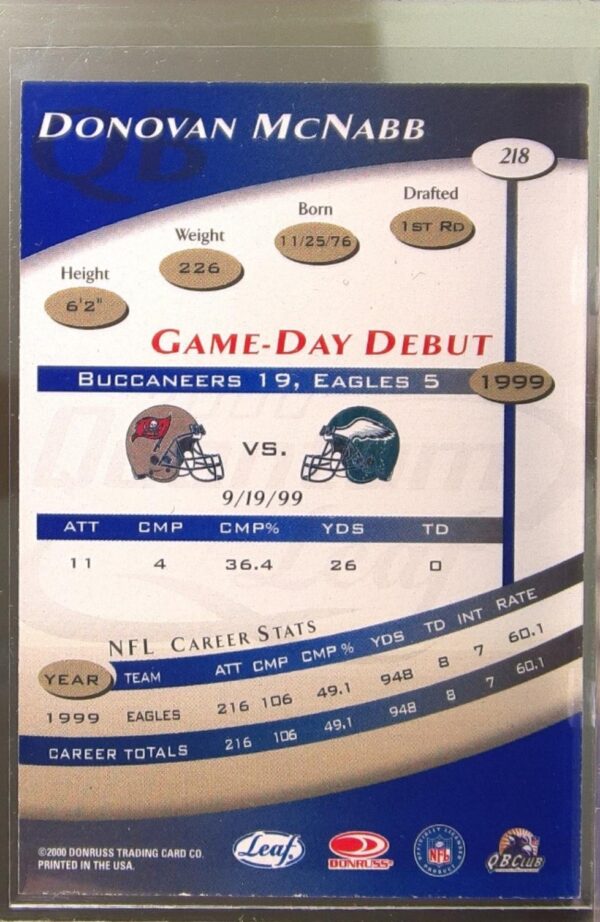 DONOVAN MCNABB
218
QB
Drafted
1ST RD
Born
11/25/76
Weight
226
Height
6'2"
GAME-DAY DEBUT
BUCCANEERS 19, EAGLES 5
1999
VS.
9/19/99
ATT CMP CMP% YDS TD
11 4 36.4 26 0
NFL CAREER STATS
YEAR TEAM ATT CMP CMP % YDS TD INT RATE
1999 EAGLES 216 106 49.1 948 8 7 60.1
CAREER TOTALS 216 106 49.1 948 8 7 60.1
©2000 DONRUSS TRADING CARD CO.
PRINTED IN THE USA.
Leaf
DONRUSS
OFFICIALLY LICENSED
NFL
QB CLUB